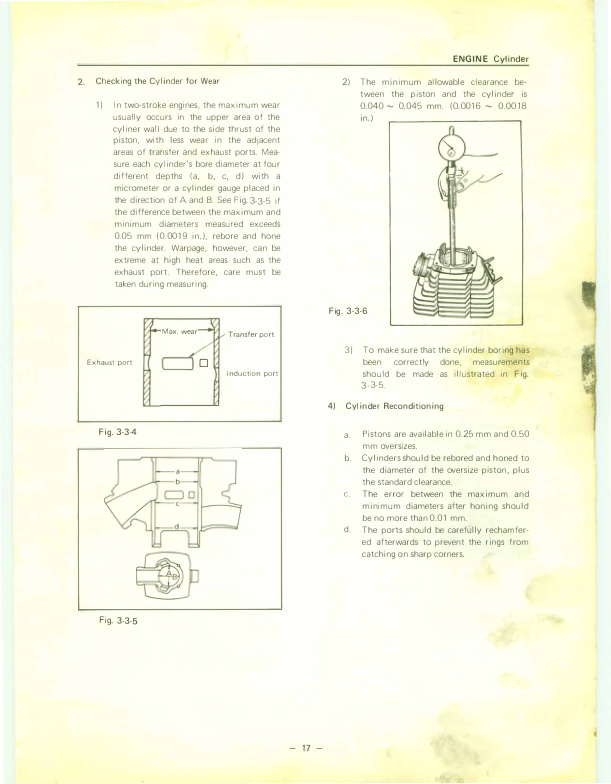 ENGINE Cylinder
2. Checking the Cylinder for Wear
1) In two-stroke engines, the maximum wear
usually occurs in the upper area of the
cyliner wall due to the side thrust of the
piston, with less wear in the adjacent
areas of transfer and exhaust ports. Mea-
sure each cylinder's bore diameter at four
different depths (a, b, c, d) with a
micrometer or a cylinder gauge placed in
the direction of A and B. See Fig. 3-3-5 if
the difference between the maximum and
minimum diameters measured exceeds
0.05 mm (0.0019 in.), rebore and hone
the cylinder. Warpage, however, can be
extreme at high heat areas such as the
exhaust port. Therefore, care must be
taken during measuring.
Max. wear
Transfer port
Exhaust port
Induction port
Fig. 3-3-4
a
b
c
d
A
B
Fig. 3-3-5
2) The minimum allowable clearance be-
tween the piston and the cylinder is
0.040 ~ 0.045 mm. (0.0016 ~ 0.0018
in.)
Fig. 3-3-6
3) To make sure that the cylinder boring has
been correctly done, measurements
should be made as illustrated in Fig.
3-3-5.
4) Cylinder Reconditioning
a. Pistons are available in 0.25 mm and 0.50
mm oversizes.
b. Cylinders should be rebored and honed to
the diameter of the oversize piston, plus
the standard clearance.
c. The error between the maximum and
minimum diameters after honing should
be no more than 0.01 mm.
d. The ports should be carefully rechamfer-
ed afterwards to prevent the rings from
catching on sharp corners.
— 17 —